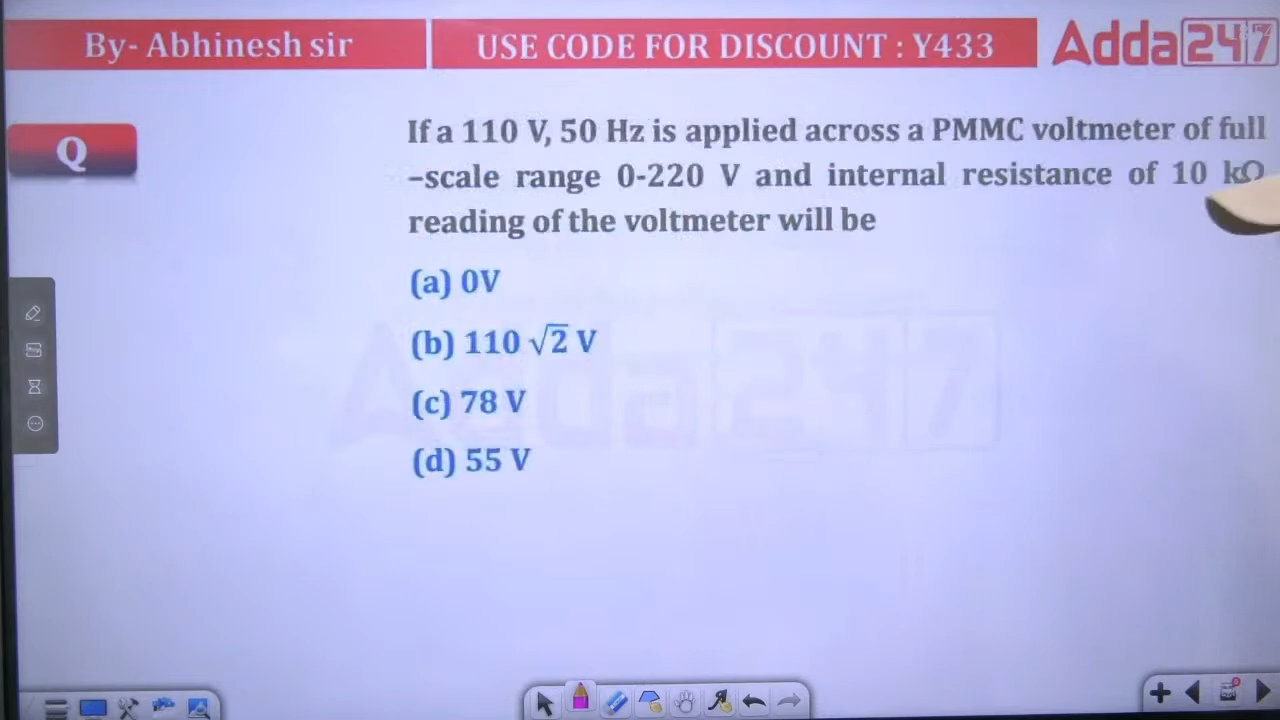 By- Abhinesh sir
USE CODE FOR DISCOUNT : Y433
Adda247
Q
If a 110 V, 50 Hz is applied across a PMMC voltmeter of full
–scale range 0-220 V and internal resistance of 10 kΩ
reading of the voltmeter will be
(a) 0V
(b) 110 √2 V
(c) 78 V
(d) 55 V
Adda247